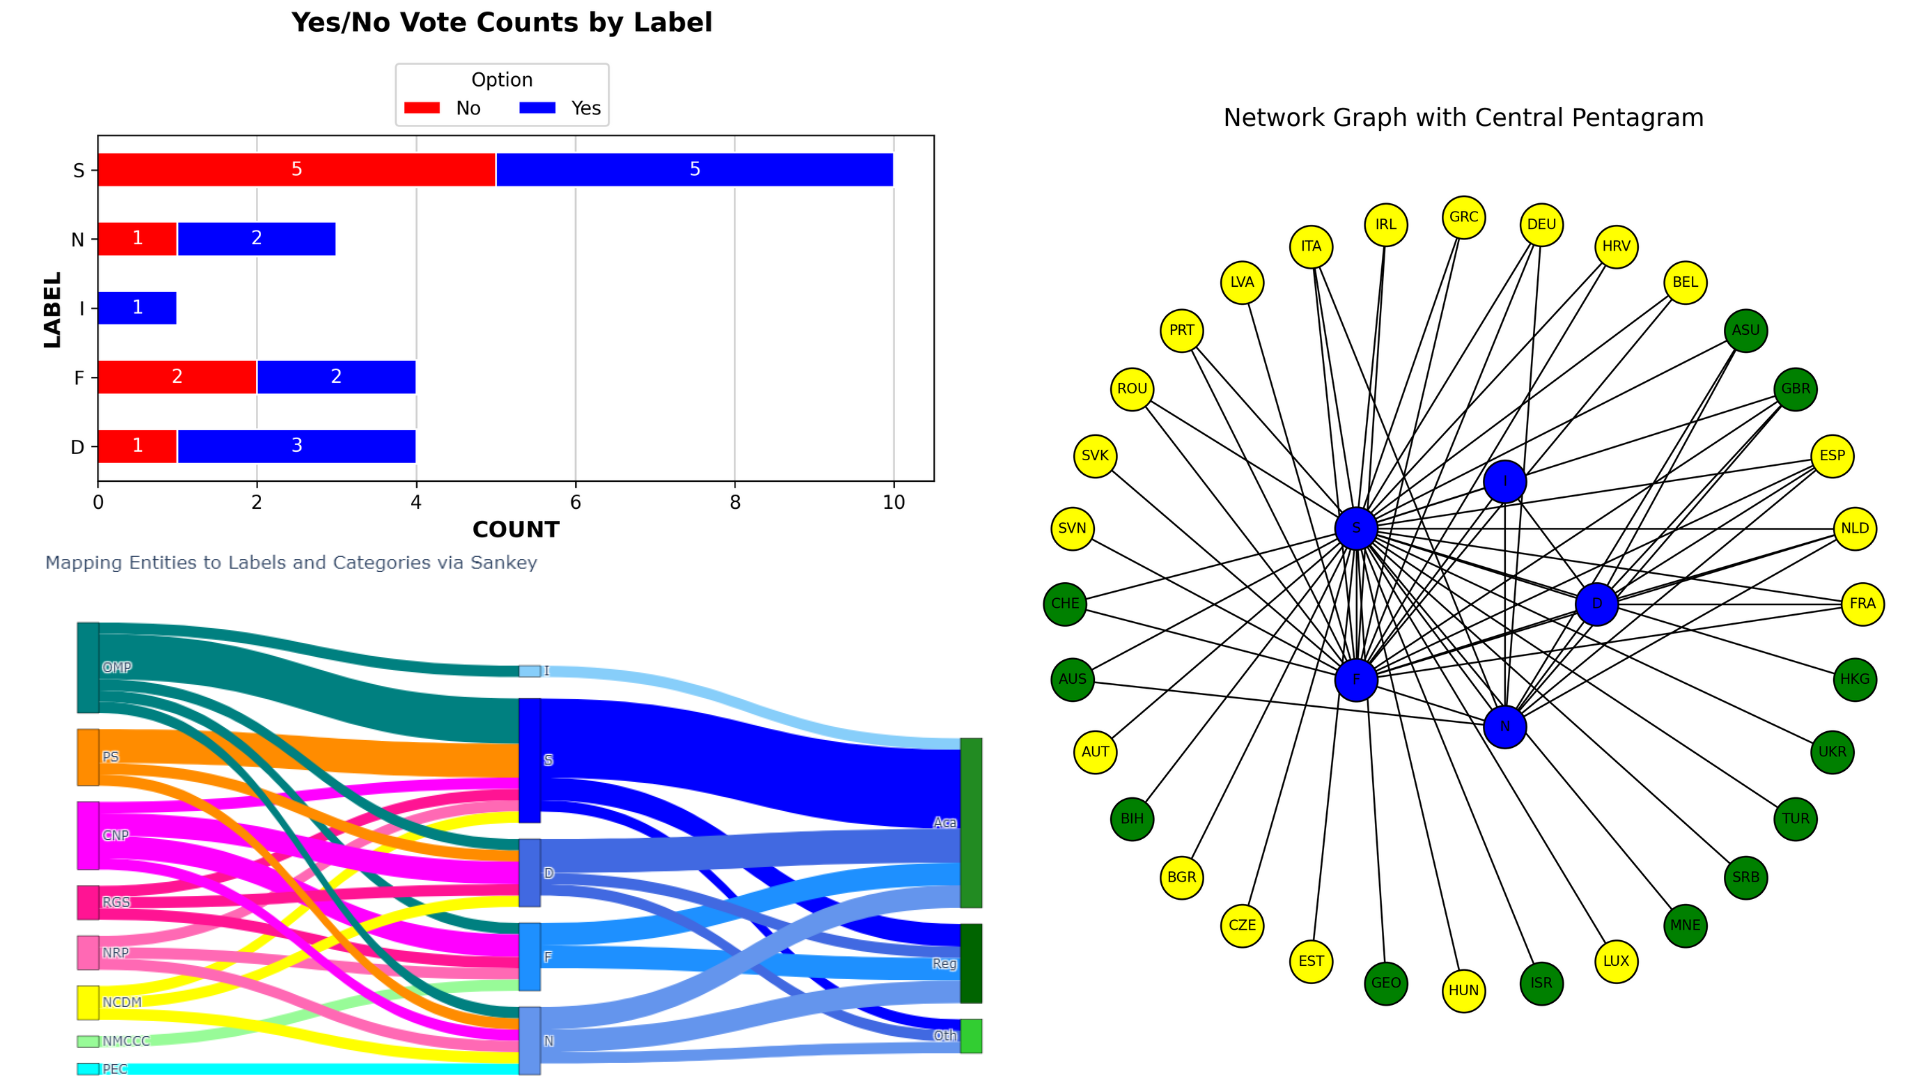 Yes/No Vote Counts by Label
Option
No Yes
S 5 5
N 1 2
I 1
F 2 2
D 1 3
LABEL
0 2 4 6 8 10
COUNT
Mapping Entities to Labels and Categories via Sankey
OMP
PS
CNP
RGS
NRP
NCDM
NMCCC
PEC
I
S
D
F
N
Aca
Reg
Oth
Network Graph with Central Pentagram
GRC
IRL
DEU
ITA
HRV
LVA
BEL
PRT
ASU
ROU
GBR
SVK
ESP
I
S
SVN
NLD
CHE
D
FRA
AUS
F
HKG
N
AUT
UKR
BIH
TUR
BGR
SRB
CZE
MNE
EST
LUX
GEO
ISR
HUN